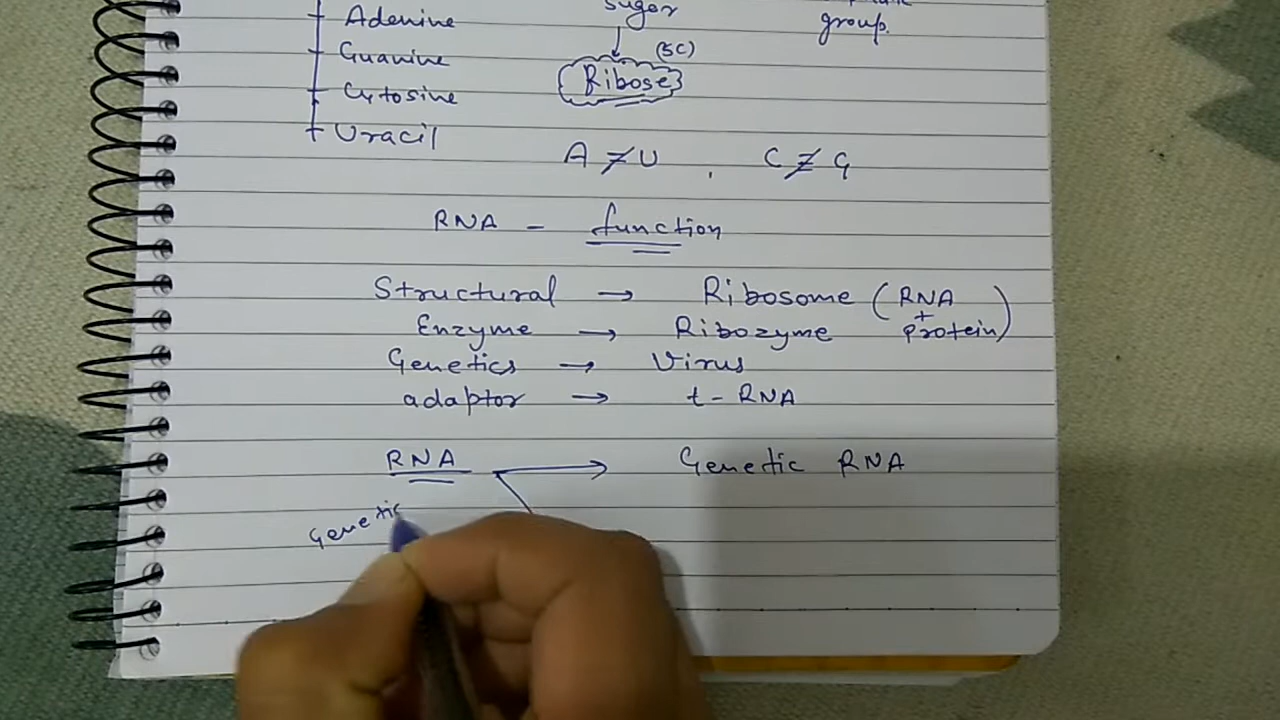 Adenine
Guanine
Cytosine
Uracil
Sugar
(5C)
Ribose
group.
A ≠ U , C ≠ G
RNA - function
Structural → Ribosome (RNA + protein)
Enzyme → Ribozyme
Genetics → Virus
adaptor → t-RNA
RNA → Genetic RNA
Genetic